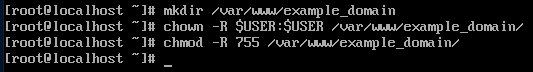 [root@localhost ~]# mkdir /var/www/example_domain
[root@localhost ~]# chown -R $USER:$USER /var/www/example_domain/
[root@localhost ~]# chmod -R 755 /var/www/example_domain/
[root@localhost ~]# _